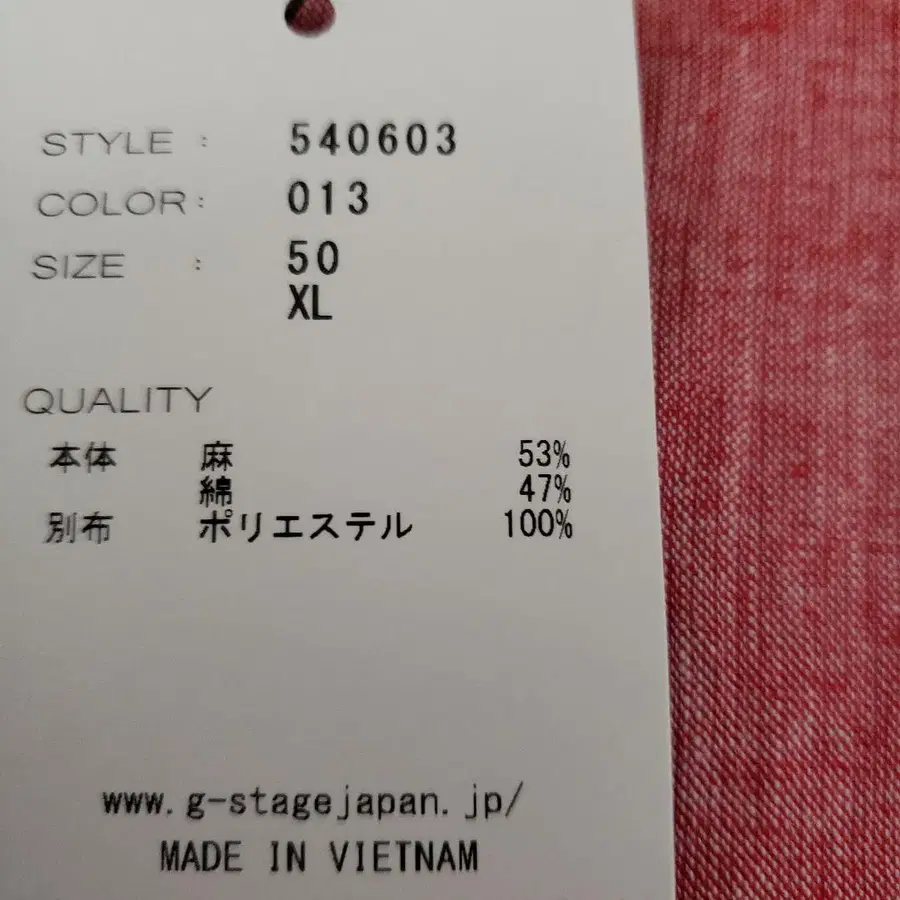 STYLE : 540603
COLOR: 013
SIZE : 50
XL
QUALITY
本体 麻 53%
綿 47%
別布 ポリエステル 100%
www.g-stagejapan.jp/
MADE IN VIETNAM